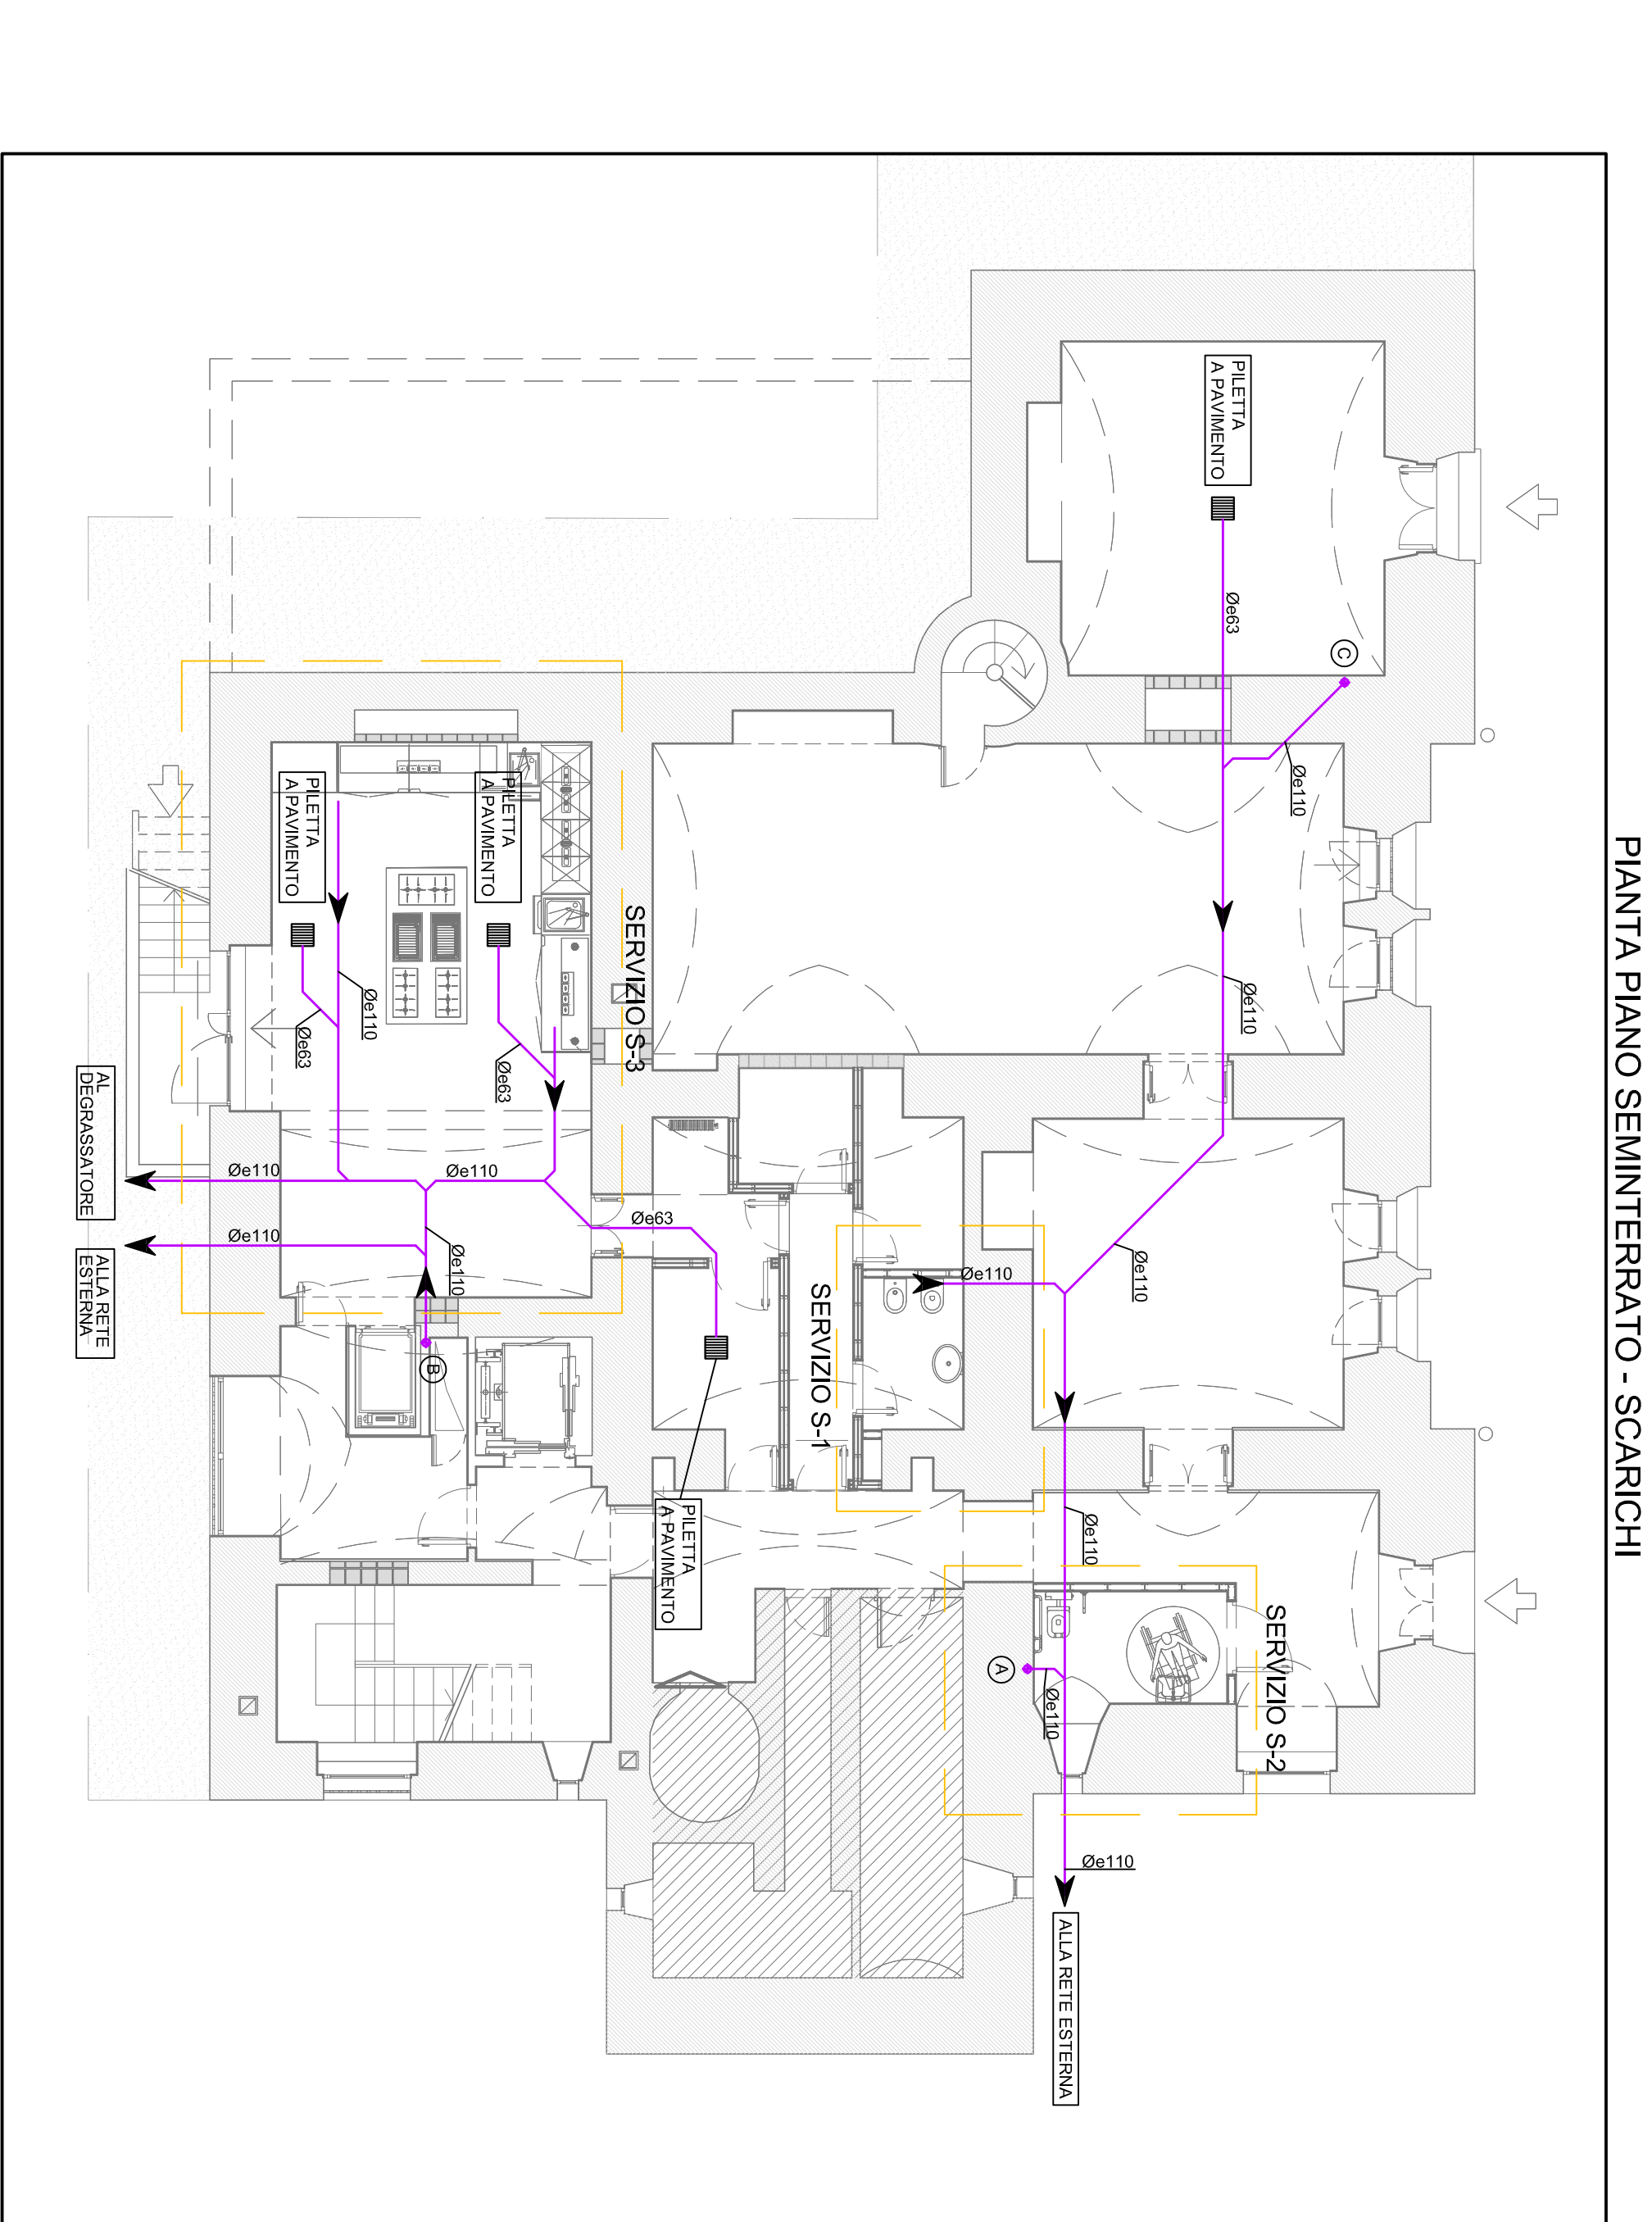 PIANTA PIANO SEMINTERRATO - SCARICHI
PILETTA
A PAVIMENTO
Øe63
C
Øe110
Øe110
Øe110
Øe110
Øe110
SERVIZIO S-1
SERVIZIO S-2
A
Øe110
Øe110
ALLA RETE ESTERNA
SERVIZIO S-3
PILETTA
A PAVIMENTO
PILETTA
A PAVIMENTO
Øe110
Øe63
Øe63
Øe110
Øe110
Øe63
Øe110
Øe110
B
PILETTA
A PAVIMENTO
AL
DEGRASSATORE
ALLA RETE
ESTERNA